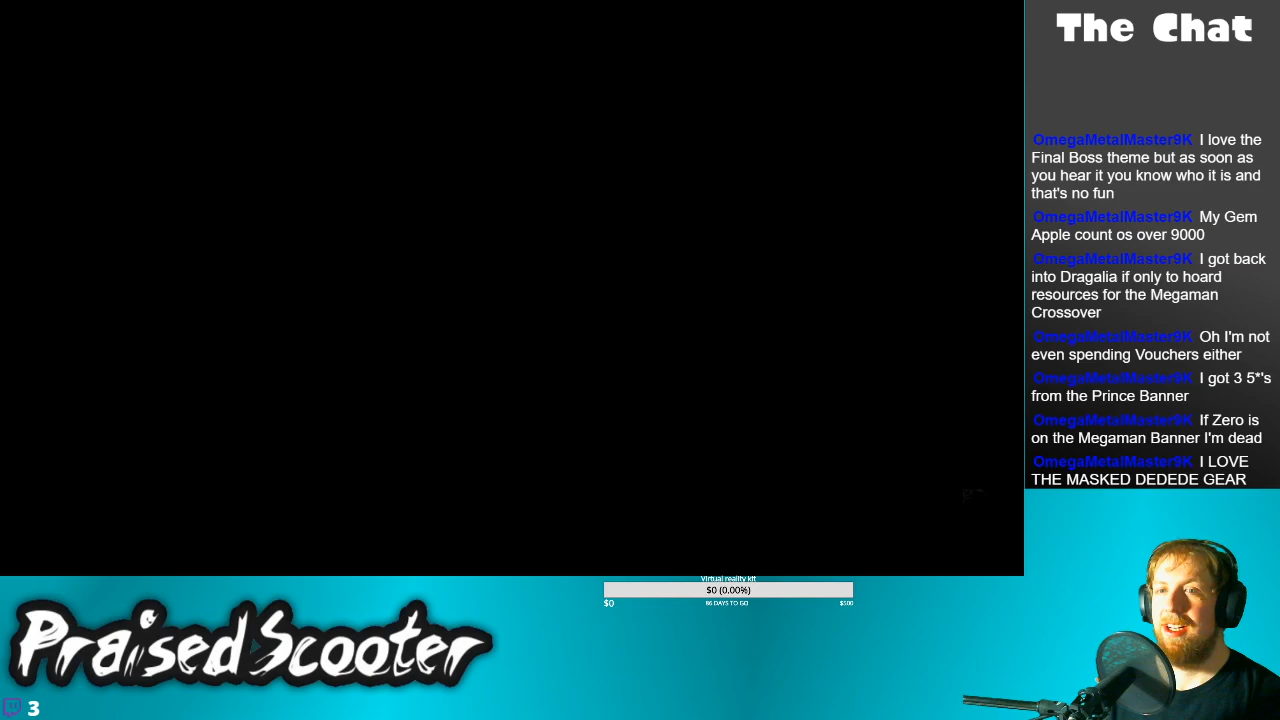 The Chat
OmegaMetalMaster9K I love the
Final Boss theme but as soon as
you hear it you know who it is and
that's no fun
OmegaMetalMaster9K My Gem
Apple count os over 9000
OmegaMetalMaster9K I got back
into Dragalia if only to hoard
resources for the Megaman
Crossover
OmegaMetalMaster9K Oh I'm not
even spending Vouchers either
OmegaMetalMaster9K I got 3 5*'s
from the Prince Banner
OmegaMetalMaster9K If Zero is
on the Megaman Banner I'm dead
OmegaMetalMaster9K I LOVE
THE MASKED DEDEDE GEAR
Virtual reality kit
$0 (0.00%)
$0 86 DAYS TO GO $500
PraisedScooter
3